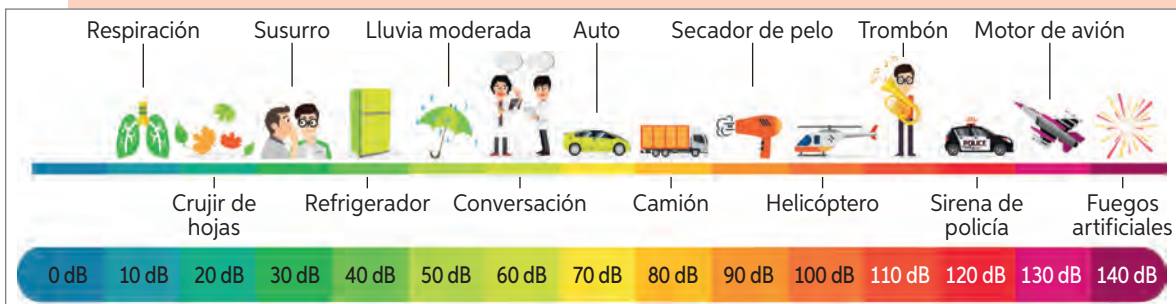 Respiración Susurro Lluvia moderada Auto Secador de pelo Trombón Motor de avión
POLICE
Crujir de hojas Refrigerador Conversación Camión Helicóptero Sirena de policía Fuegos artificiales
0 dB 10 dB 20 dB 30 dB 40 dB 50 dB 60 dB 70 dB 80 dB 90 dB 100 dB 110 dB 120 dB 130 dB 140 dB